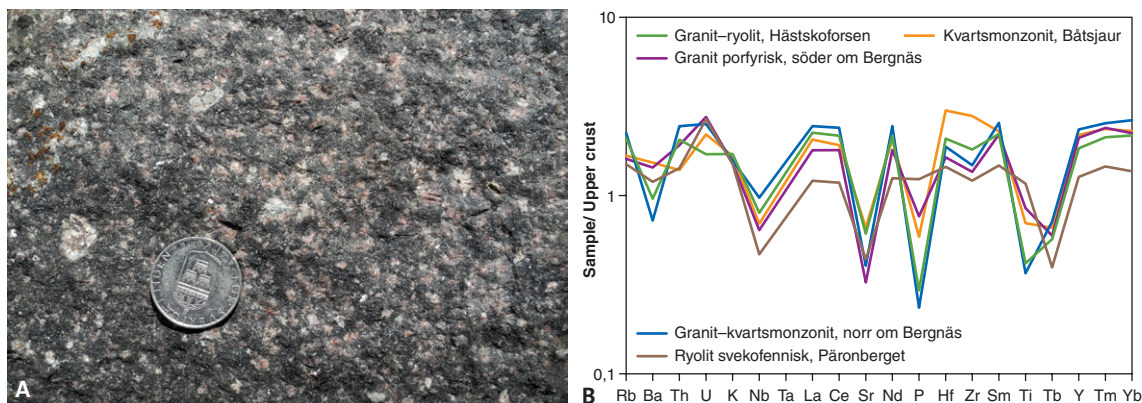 A
B
10
1
0,1
Sample/ Upper crust
Granit–ryolit, Hästskoforsen
Kvartsmonzonit, Båtsjaur
Granit porfyrisk, söder om Bergnäs
Granit–kvartsmonzonit, norr om Bergnäs
Ryolit svekofennisk, Päronberget
Rb Ba Th U K Nb Ta La Ce Sr Nd P Hf Zr Sm Ti Tb Y Tm Yb